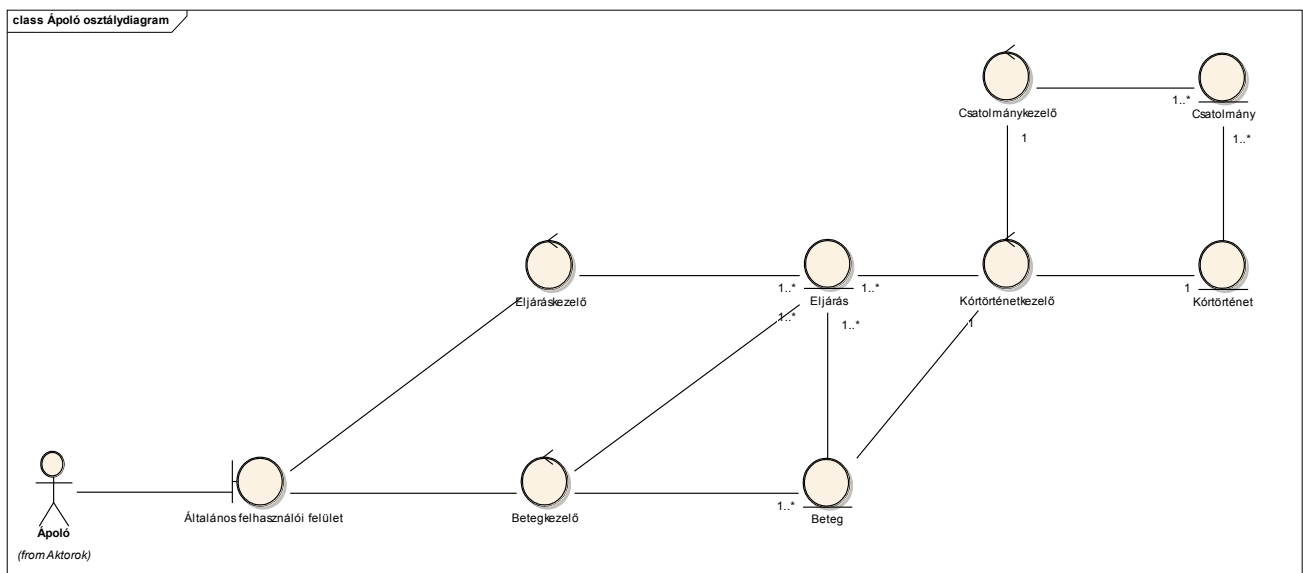 class Ápoló osztálydiagram
Csatolmánykezelő
1..*
Csatolmány
1
1..*
Eljáráskezelő
1..*
Eljárás
1..*
Kórtörténetkezelő
1
Kórtörténet
1..*
1..*
1
Általános felhasználói felület
Betegkezelő
1..*
Beteg
Ápoló
(from Aktorok)